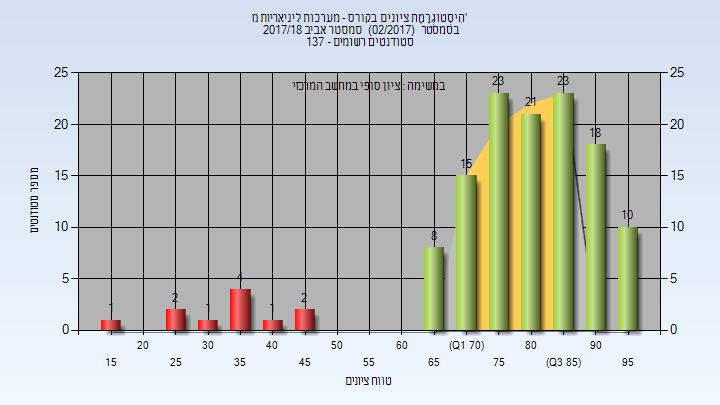 היסטוגרמת ציונים בקורס - מערכות ליניאריות מ'
בסמסטר (02/2017) סמסטר אביב 2017/18
סטודנטים רשומים - 137
במשימה : ציון סופי במחשב המרכזי
מספר סטודנטים
25 25
20 20
15 15
10 10
5 5
0 0
1 2 1 4 1 2 8 15 23 21 23 18 10
20 30 40 50 60 (Q1 70) 80 90
15 25 35 45 55 65 75 (Q3 85) 95
טווח ציונים